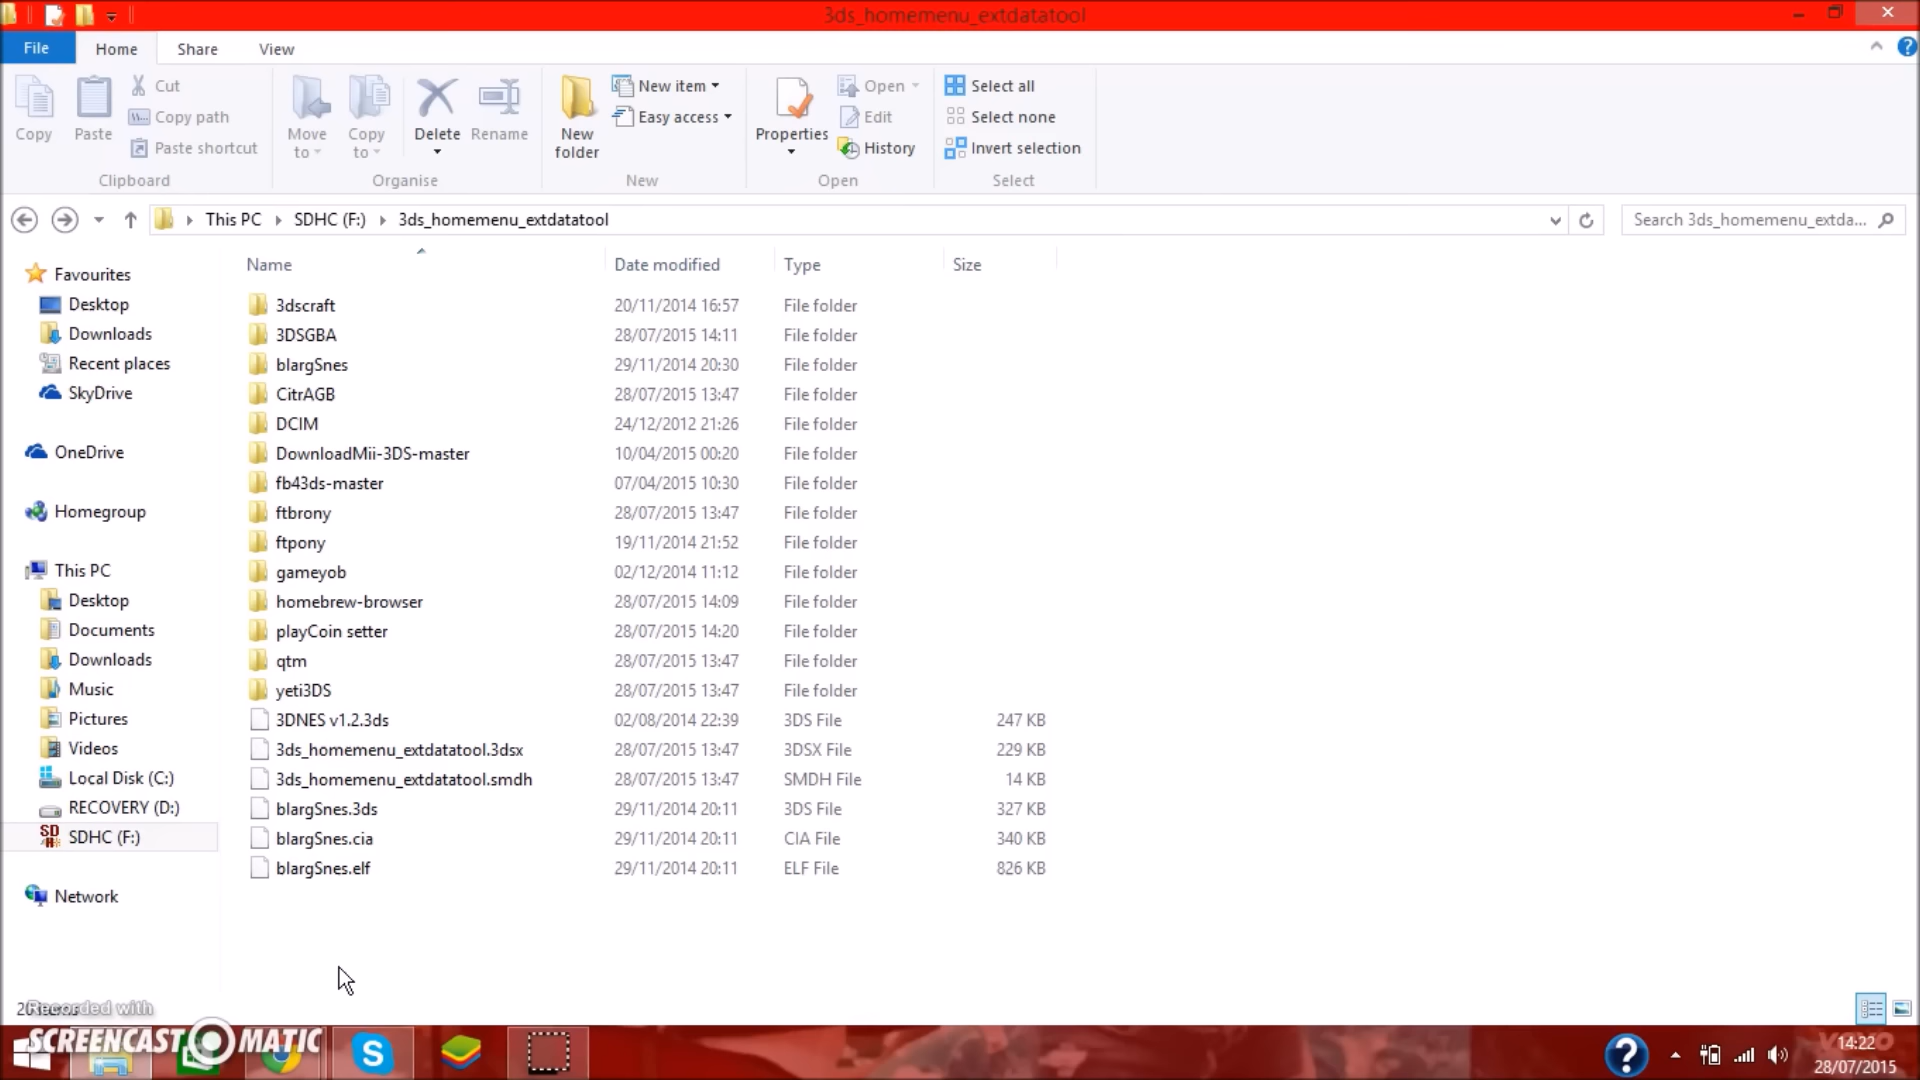 3ds_homemenu_extdatatool
File Home Share View
Copy
Paste
Cut
Copy path
Paste shortcut
Clipboard
Move to
Copy to
Delete
Rename
Organise
New folder
New item
Easy access
New
Properties
Open
Edit
History
Open
Select all
Select none
Invert selection
Select
This PC SDHC (F:) 3ds_homemenu_extdatatool
Search 3ds_homemenu_extda...
Favourites
Desktop
Downloads
Recent places
SkyDrive
OneDrive
Homegroup
This PC
Desktop
Documents
Downloads
Music
Pictures
Videos
Local Disk (C:)
RECOVERY (D:)
SDHC (F:)
Network
Name Date modified Type Size
3dscraft 20/11/2014 16:57 File folder
3DSGBA 28/07/2015 14:11 File folder
blargSnes 29/11/2014 20:30 File folder
CitrAGB 28/07/2015 13:47 File folder
DCIM 24/12/2012 21:26 File folder
DownloadMii-3DS-master 10/04/2015 00:20 File folder
fb43ds-master 07/04/2015 10:30 File folder
ftbrony 28/07/2015 13:47 File folder
ftpony 19/11/2014 21:52 File folder
gameyob 02/12/2014 11:12 File folder
homebrew-browser 28/07/2015 14:09 File folder
playCoin setter 28/07/2015 14:20 File folder
qtm 28/07/2015 13:47 File folder
yeti3DS 28/07/2015 13:47 File folder
3DNES v1.2.3ds 02/08/2014 22:39 3DS File 247 KB
3ds_homemenu_extdatatool.3dsx 28/07/2015 13:47 3DSX File 229 KB
3ds_homemenu_extdatatool.smdh 28/07/2015 13:47 SMDH File 14 KB
blargSnes.3ds 29/11/2014 20:11 3DS File 327 KB
blargSnes.cia 29/11/2014 20:11 CIA File 340 KB
blargSnes.elf 29/11/2014 20:11 ELF File 826 KB
Recorded with
SCREENCAST MATIC
14:22
28/07/2015